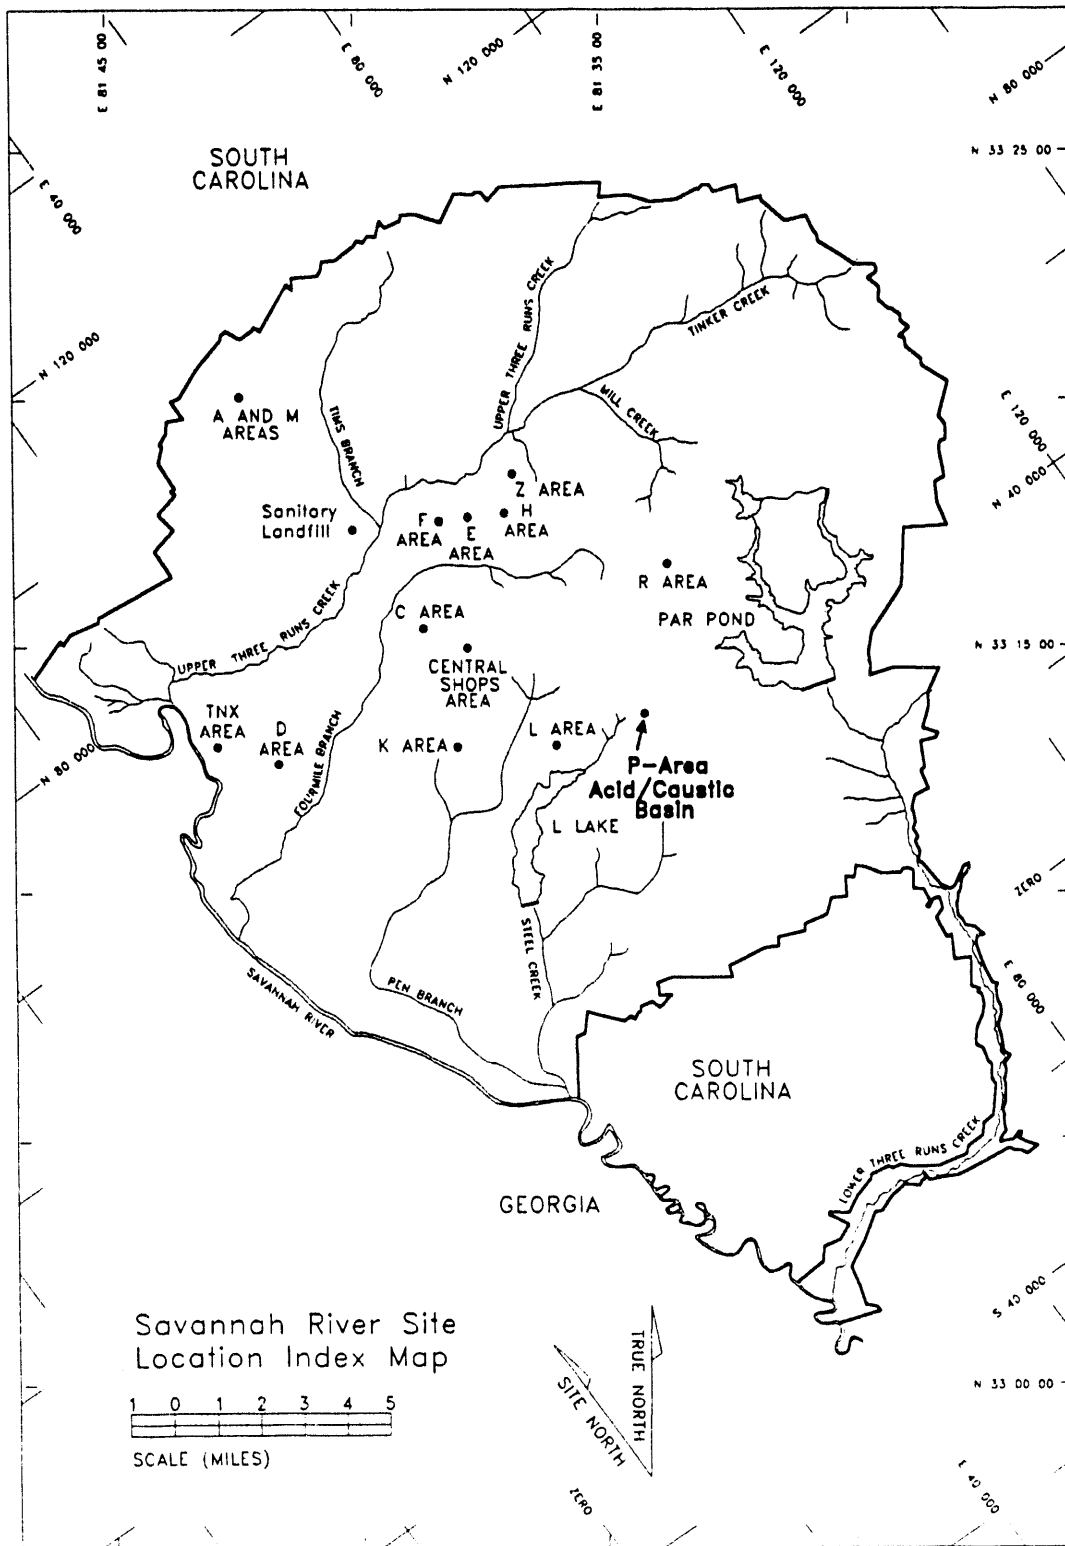 E 81 45 00
E 80 000
N 120 000
E 81 35 00
E 120 000
N 80 000
N 33 25 00
SOUTH
CAROLINA
E 40 000
UPPER THREE RUNS CREEK
TINKER CREEK
N 120 000
MILL CREEK
E 120 000
A AND M
AREAS
TIMS BRANCH
N 40 000
Z AREA
Sanitary
Landfill
F
AREA
E
AREA
H
AREA
R AREA
C AREA
PAR POND
UPPER THREE RUNS CREEK
N 33 15 00
CENTRAL
SHOPS
AREA
TNX
AREA
D
AREA
K AREA
L AREA
N 80 000
FOURMILE BRANCH
P-Area
Acid/Caustic
Basin
L LAKE
ZERO
STEEL CREEK
SAVANNAH RIVER
PEN BRANCH
E 80 000
SOUTH
CAROLINA
LOWER THREE RUNS CREEK
GEORGIA
S 40 000
Savannah River Site
Location Index Map
TRUE NORTH
SITE NORTH
N 33 00 00
1 0 1 2 3 4 5
SCALE (MILES)
ZERO
E 40 000